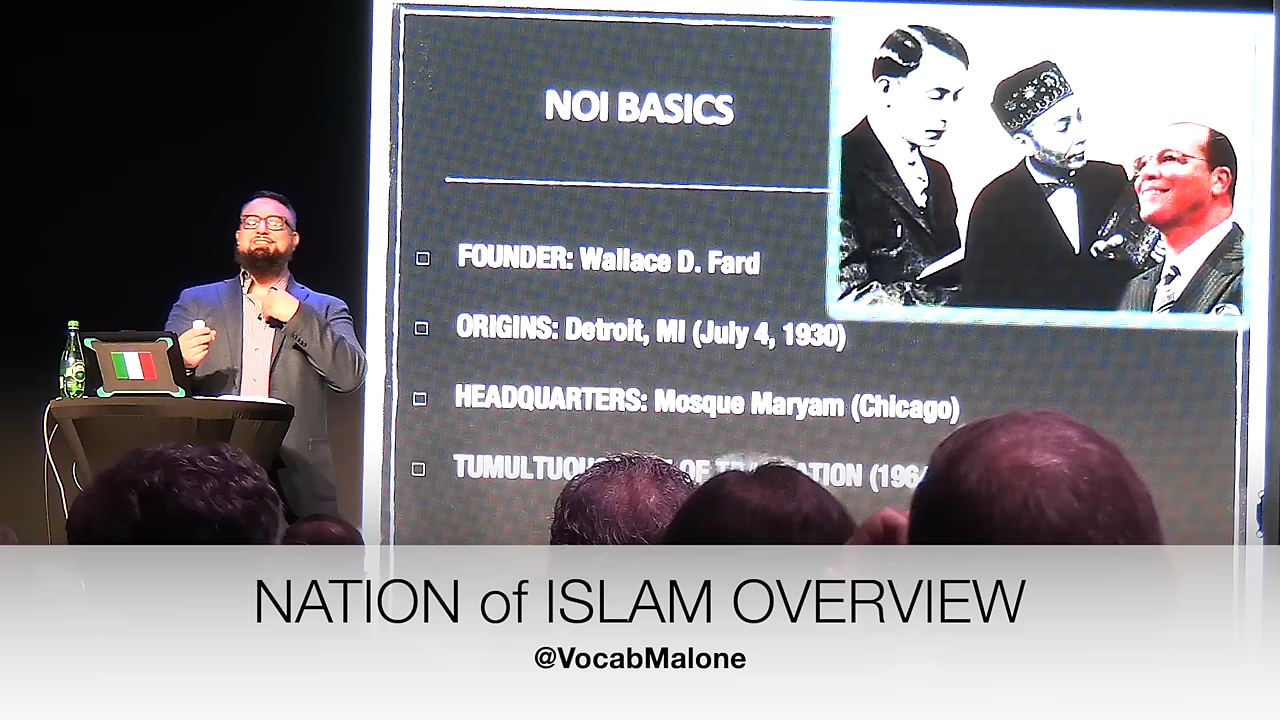 NOI BASICS
FOUNDER: Wallace D. Fard
ORIGINS: Detroit, MI (July 4, 1930)
HEADQUARTERS: Mosque Maryam (Chicago)
OF
NATION of ISLAM OVERVIEW
@VocabMalone